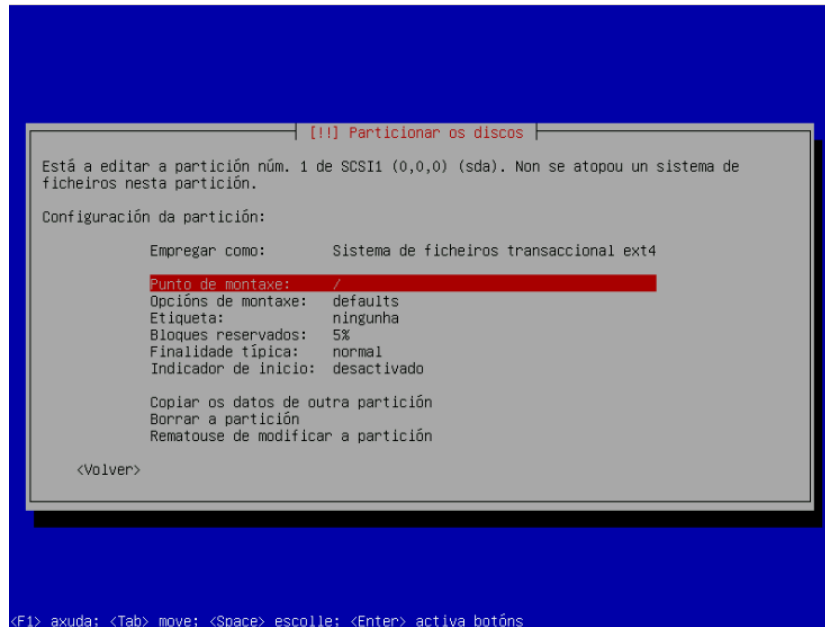 [!!] Particionar os discos
Está a editar a partición núm. 1 de SCSI1 (0,0,0) (sda). Non se atopou un sistema de
ficheiros nesta partición.
Configuración da partición:
Empregar como: Sistema de ficheiros transaccional ext4
Punto de montaxe: /
Opcións de montaxe: defaults
Etiqueta: ningunha
Bloques reservados: 5%
Finalidade típica: normal
Indicador de inicio: desactivado
Copiar os datos de outra partición
Borrar a partición
Rematouse de modificar a partición
<Volver>
<F1> axuda; <Tab> move; <Space> escolle; <Enter> activa botóns